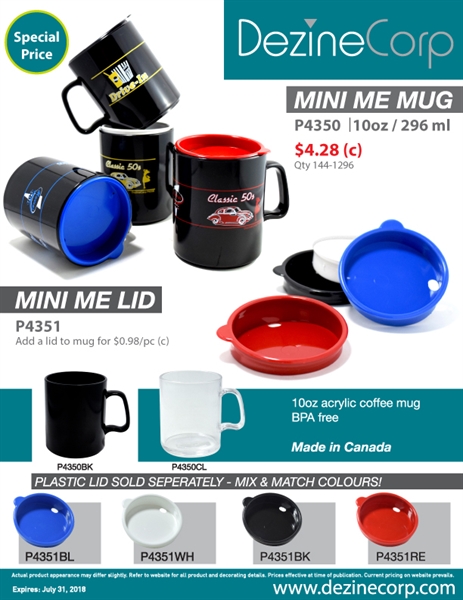 Special
Price
DezineCorp
MINI ME MUG
P4350 | 10oz / 296 ml
$4.28 (c)
Qty 144-1296
Drive-In
Classic 50s
Classic 50s
MINI ME LID
P4351
Add a lid to mug for $0.98/pc (c)
10oz acrylic coffee mug
BPA free
Made in Canada
P4350BK
P4350CL
PLASTIC LID SOLD SEPERATELY - MIX & MATCH COLOURS!
P4351BL
P4351WH
P4351BK
P4351RE
Actual product appearance may differ slightly. Refer to website for all product and decorating details. Prices effective at time of publication. Current pricing on website prevails.
Expires: July 31, 2018
www.dezinecorp.com